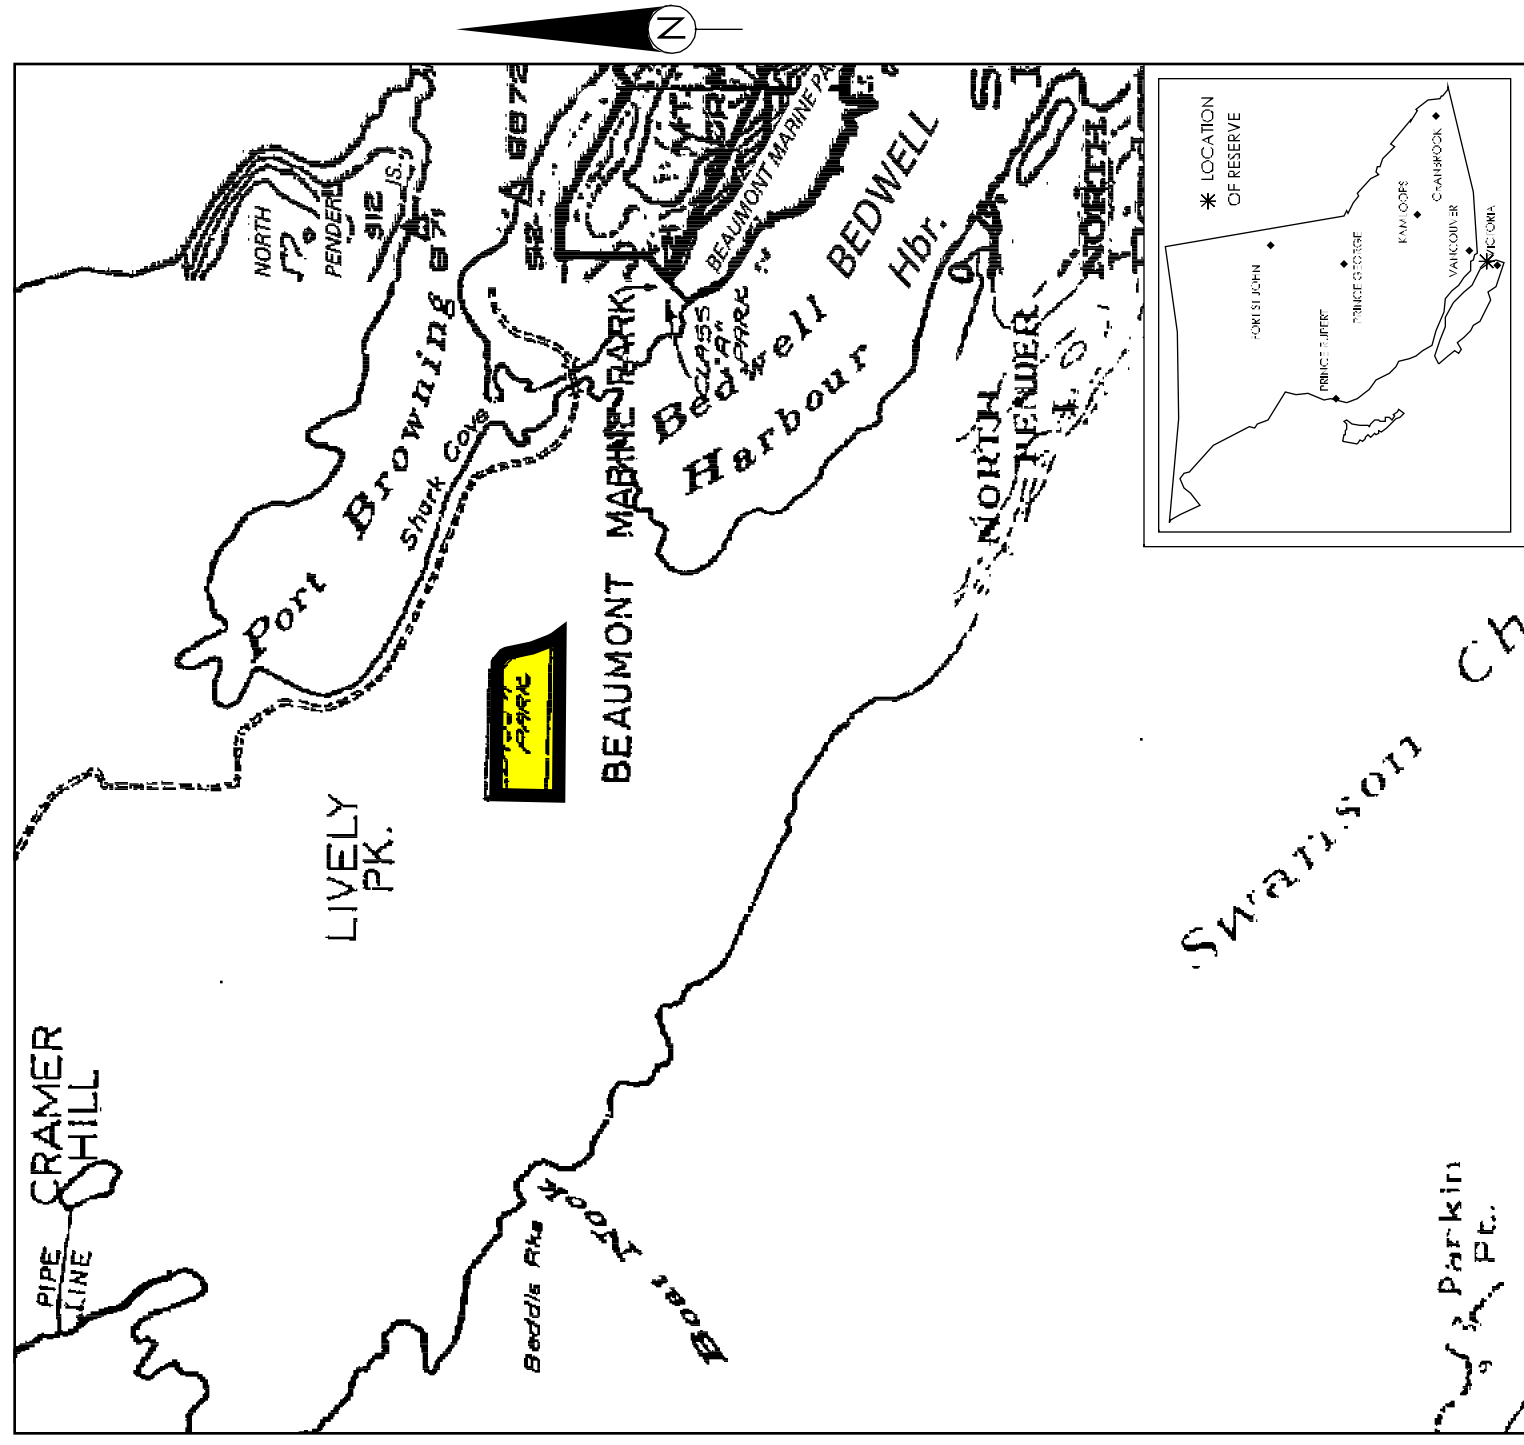 N
NORTH
PENDER
IS.
Port Browning
Shark Cove
BEAUMONT MARINE PARK
BEAUMONT MARINE PA
CLASS
"A"
PARK
BEDWELL
Hbr.
Bedwell
Harbour
NORTH
NORTH
PENDER
PARK
LIVELY
PK.
CRAMER
HILL
PIPE
LINE
Beddis Rks
Boat Nook
Swanson Ch
Parkin
Pt.
LOCATION
OF RESERVE
FORT ST JOHN
PRINCE GEORGE
PRINCE RUPERT
KAMLOOPS
CRANBROOK
VANCOUVER
VICTORIA